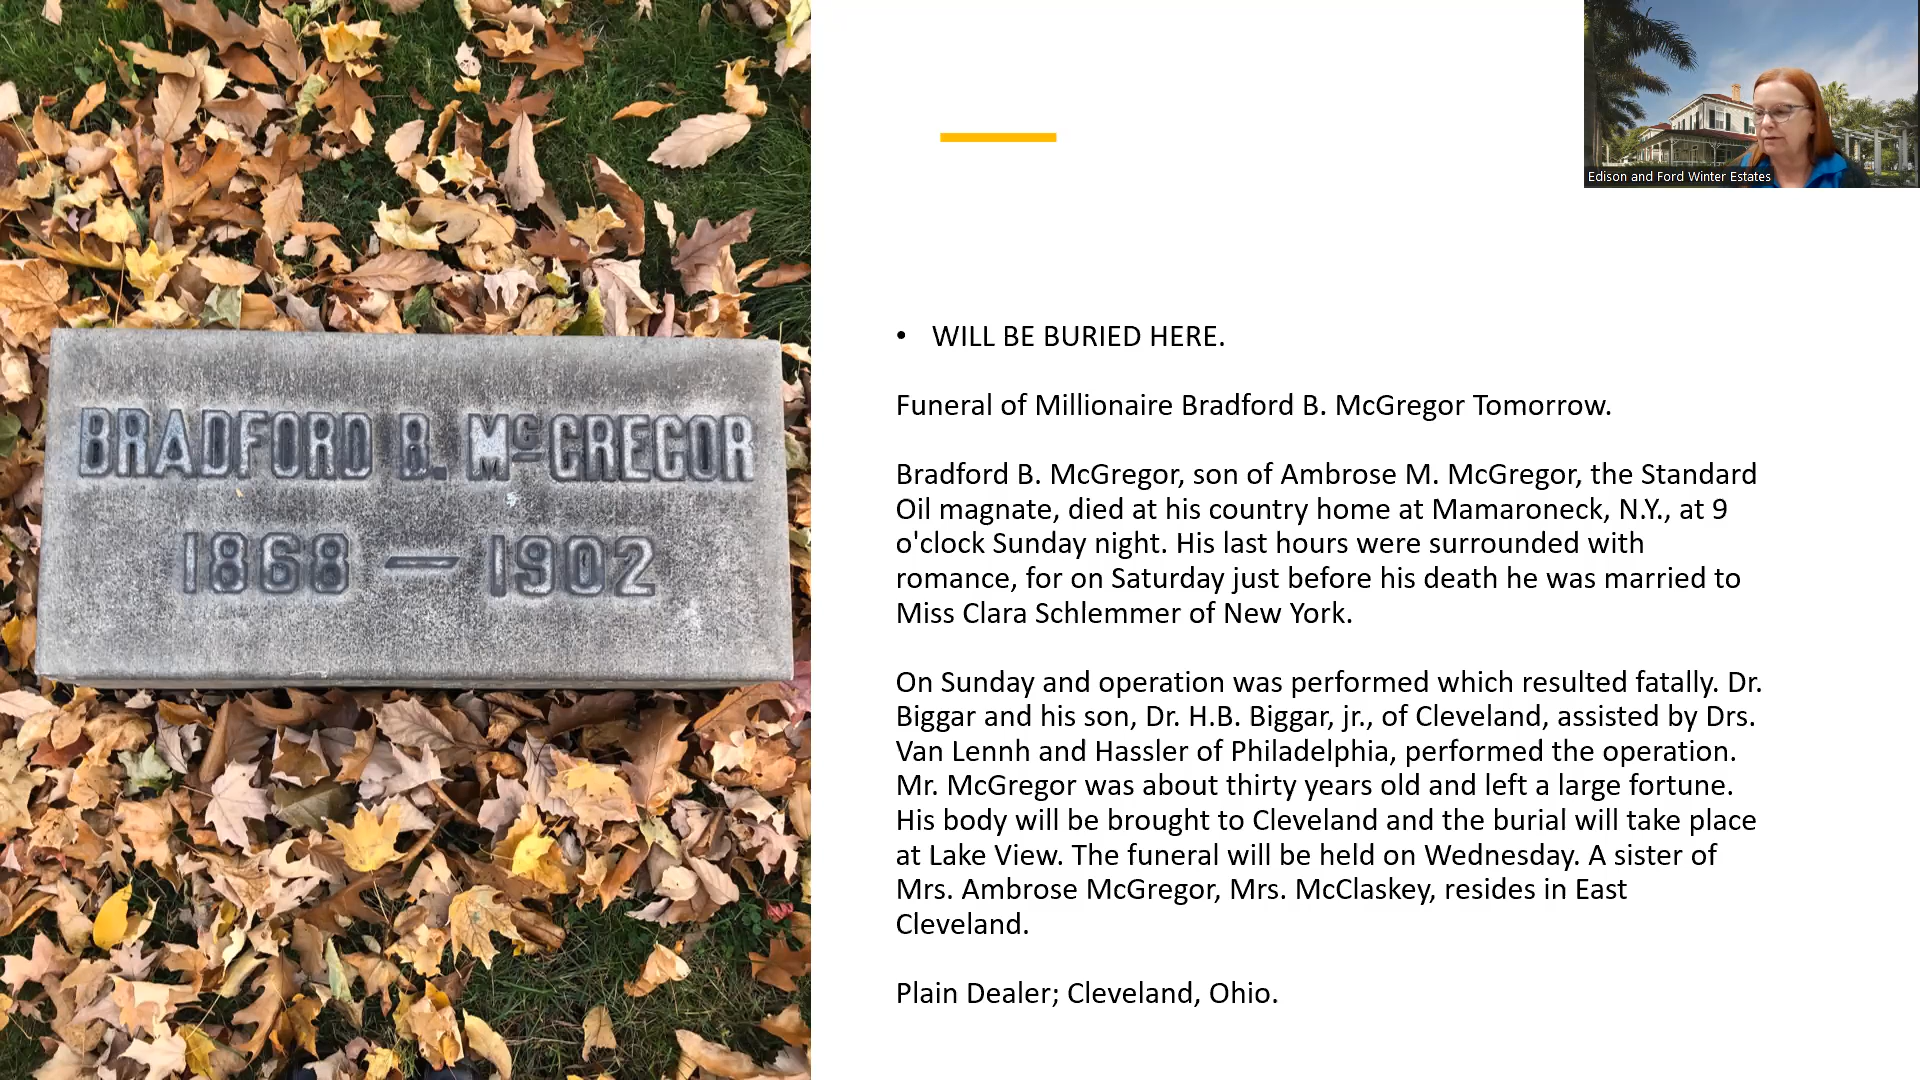 BRADFORD B. McGREGOR
1868 — 1902
Edison and Ford Winter Estates
• WILL BE BURIED HERE.
Funeral of Millionaire Bradford B. McGregor Tomorrow.
Bradford B. McGregor, son of Ambrose M. McGregor, the Standard
Oil magnate, died at his country home at Mamaroneck, N.Y., at 9
o'clock Sunday night. His last hours were surrounded with
romance, for on Saturday just before his death he was married to
Miss Clara Schlemmer of New York.
On Sunday and operation was performed which resulted fatally. Dr.
Biggar and his son, Dr. H.B. Biggar, jr., of Cleveland, assisted by Drs.
Van Lennh and Hassler of Philadelphia, performed the operation.
Mr. McGregor was about thirty years old and left a large fortune.
His body will be brought to Cleveland and the burial will take place
at Lake View. The funeral will be held on Wednesday. A sister of
Mrs. Ambrose McGregor, Mrs. McClaskey, resides in East
Cleveland.
Plain Dealer; Cleveland, Ohio.